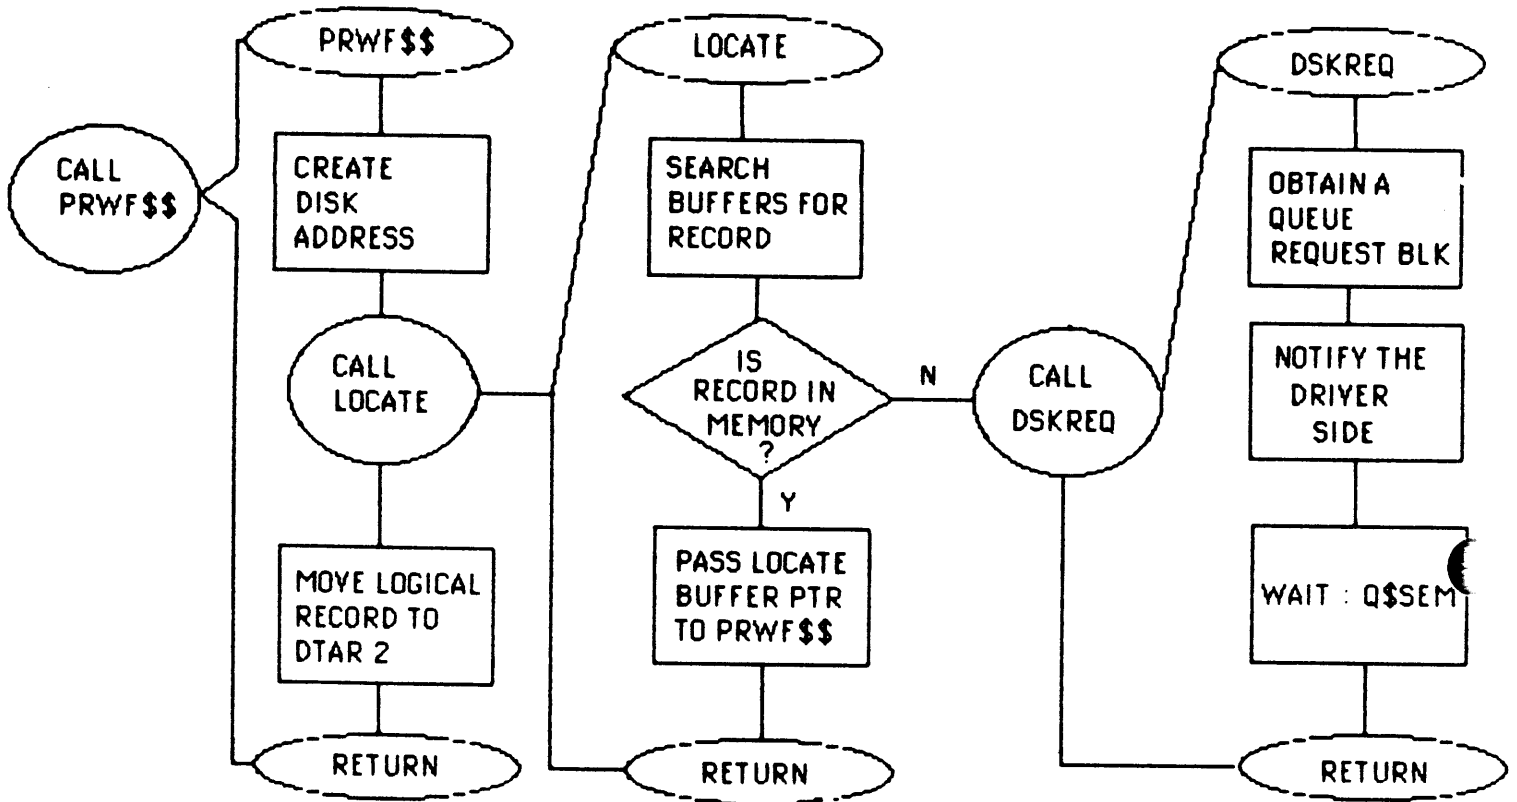 CALL
PRWF$$
PRWF$$
CREATE
DISK
ADDRESS
CALL
LOCATE
MOVE LOGICAL
RECORD TO
DTAR 2
RETURN
LOCATE
SEARCH
BUFFERS FOR
RECORD
IS
RECORD IN
MEMORY
?
N
Y
PASS LOCATE
BUFFER PTR
TO PRWF$$
RETURN
CALL
DSKREQ
DSKREQ
OBTAIN A
QUEUE
REQUEST BLK
NOTIFY THE
DRIVER
SIDE
WAIT : Q$SEM
RETURN